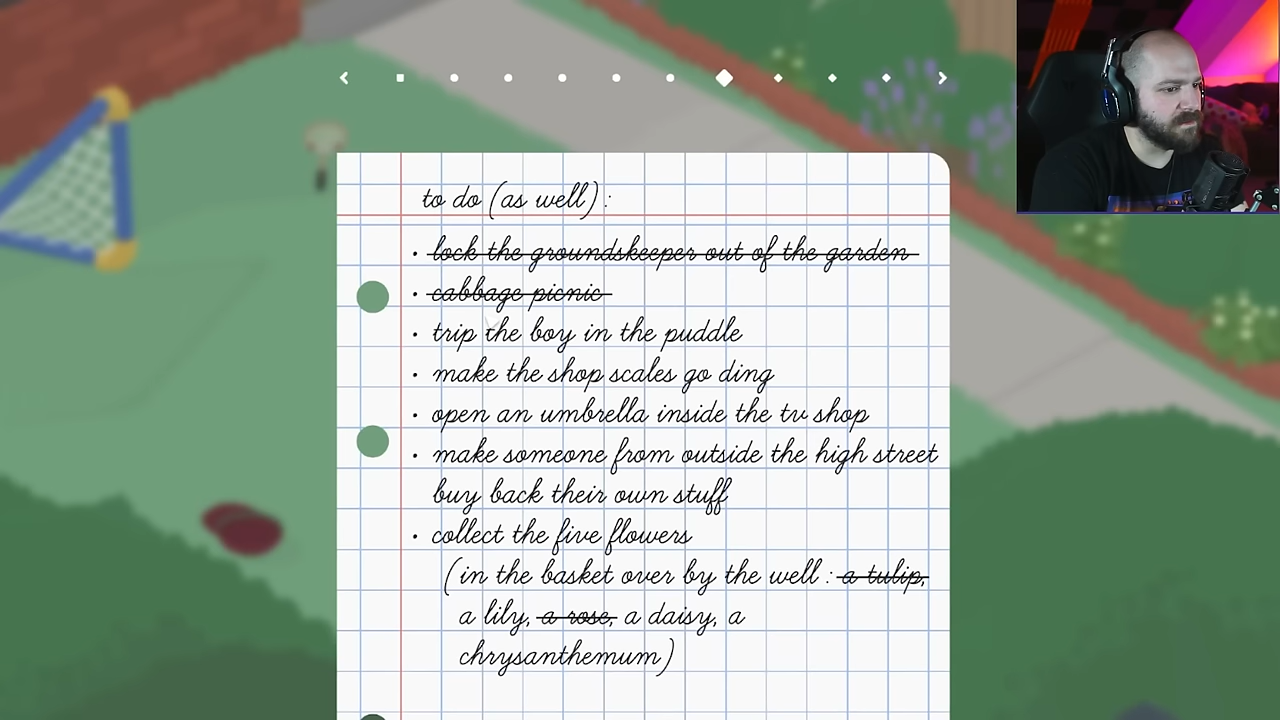 to do (as well) :
• lock the groundskeeper out of the garden
• cabbage picnic
• trip the boy in the puddle
• make the shop scales go ding
• open an umbrella inside the tv shop
• make someone from outside the high street
buy back their own stuff
• collect the five flowers
(in the basket over by the well : a tulip,
a lily, a rose, a daisy, a
chrysanthemum)